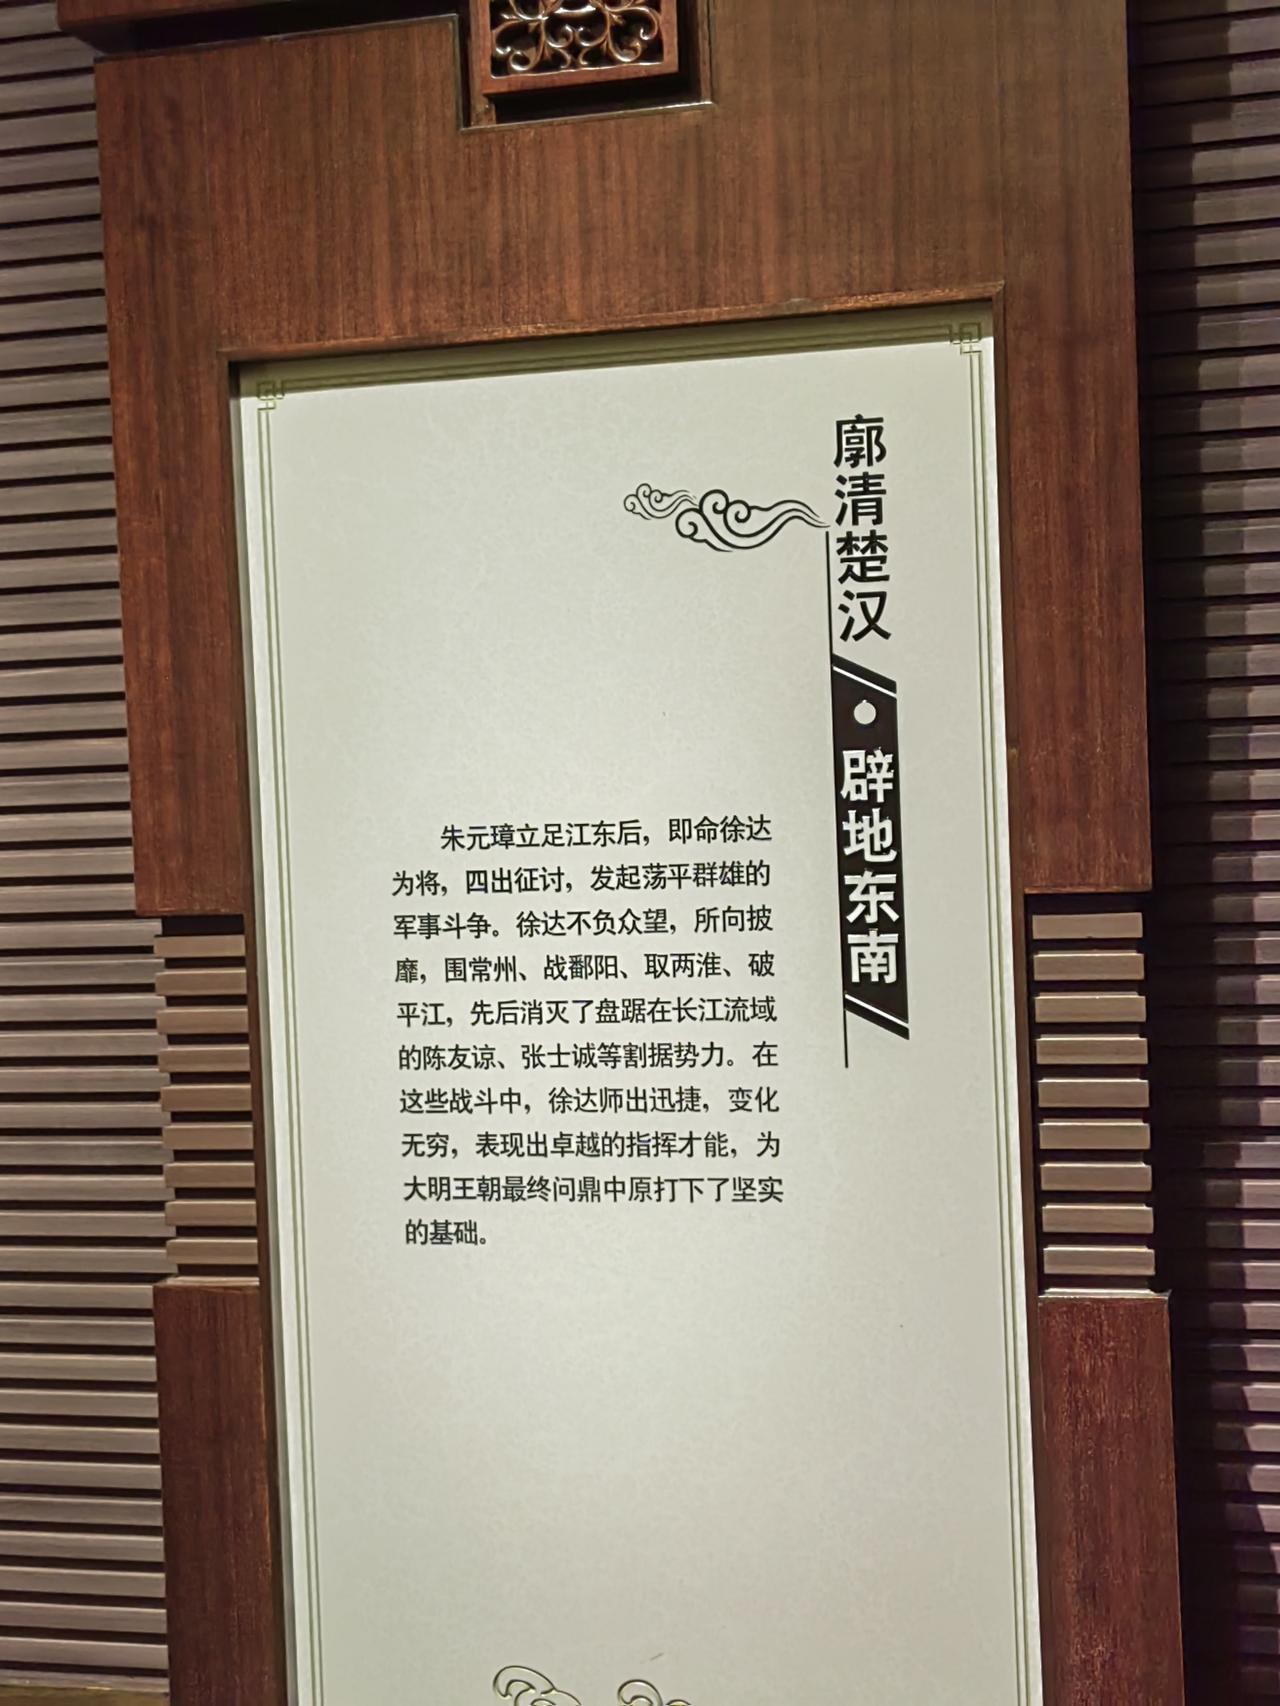 廓清楚汉
辟地东南
朱元璋立足江东后，即命徐达
为将，四出征讨，发起荡平群雄的
军事斗争。徐达不负众望，所向披
靡，围常州、战鄱阳、取两淮、破
平江，先后消灭了盘踞在长江流域
的陈友谅、张士诚等割据势力。在
这些战斗中，徐达师出迅捷，变化
无穷，表现出卓越的指挥才能，为
大明王朝最终问鼎中原打下了坚实
的基础。